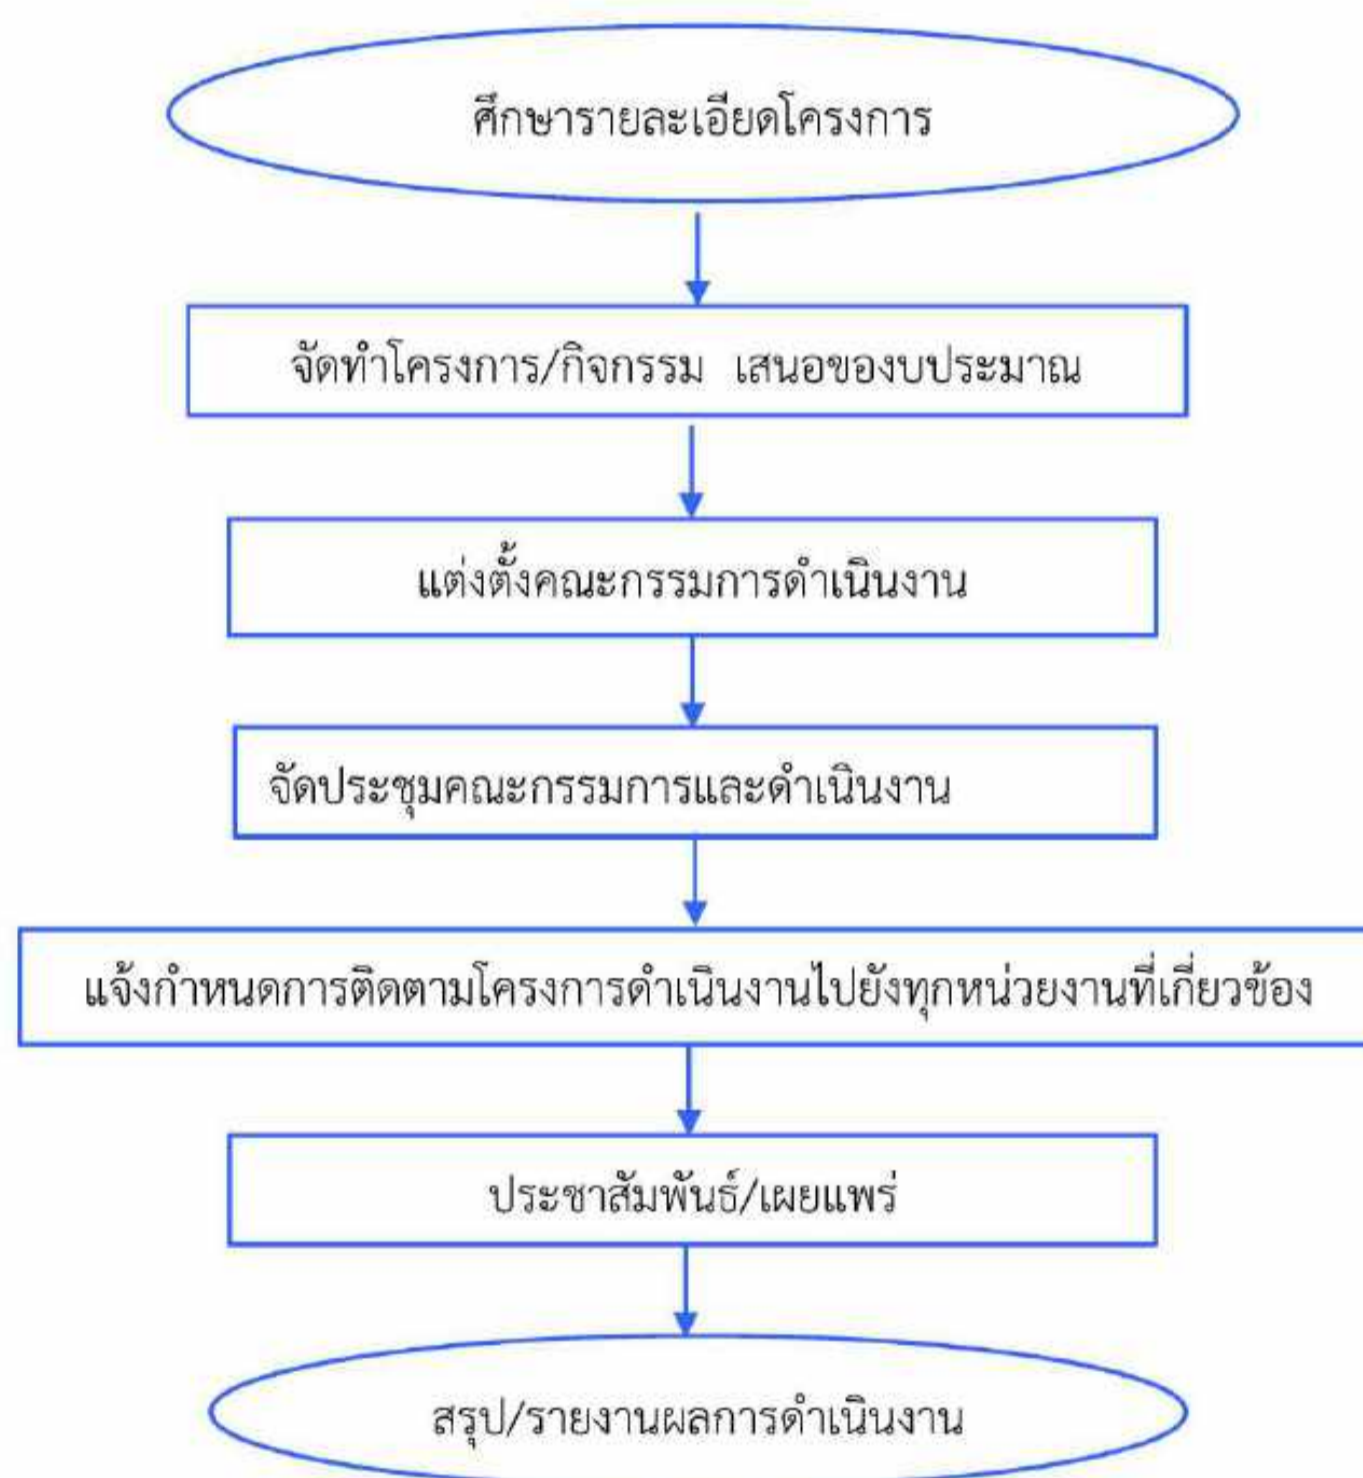 ศึกษารายละเอียดโครงการ
จัดทำโครงการ/กิจกรรม เสนอของบประมาณ
แต่งตั้งคณะกรรมการดำเนินงาน
จัดประชุมคณะกรรมการและดำเนินงาน
แจ้งกำหนดการติดตามโครงการดำเนินงานไปยังทุกหน่วยงานที่เกี่ยวข้อง
ประชาสัมพันธ์/เผยแพร่
สรุป/รายงานผลการดำเนินงาน